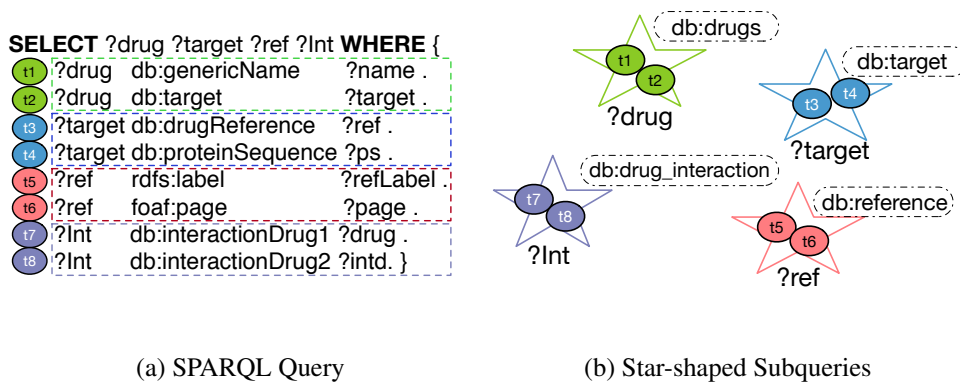 SELECT ?drug ?target ?ref ?Int WHERE {
t1 ?drug db:genericName ?name .
t2 ?drug db:target ?target .
t3 ?target db:drugReference ?ref .
t4 ?target db:proteinSequence ?ps .
t5 ?ref rdfs:label ?refLabel .
t6 ?ref foaf:page ?page .
t7 ?Int db:interactionDrug1 ?drug .
t8 ?Int db:interactionDrug2 ?intd. }
(a) SPARQL Query
db:drugs
t1
t2
?drug
db:target
t3
t4
?target
db:drug_interaction
t7
t8
?Int
db:reference
t5
t6
?ref
(b) Star-shaped Subqueries